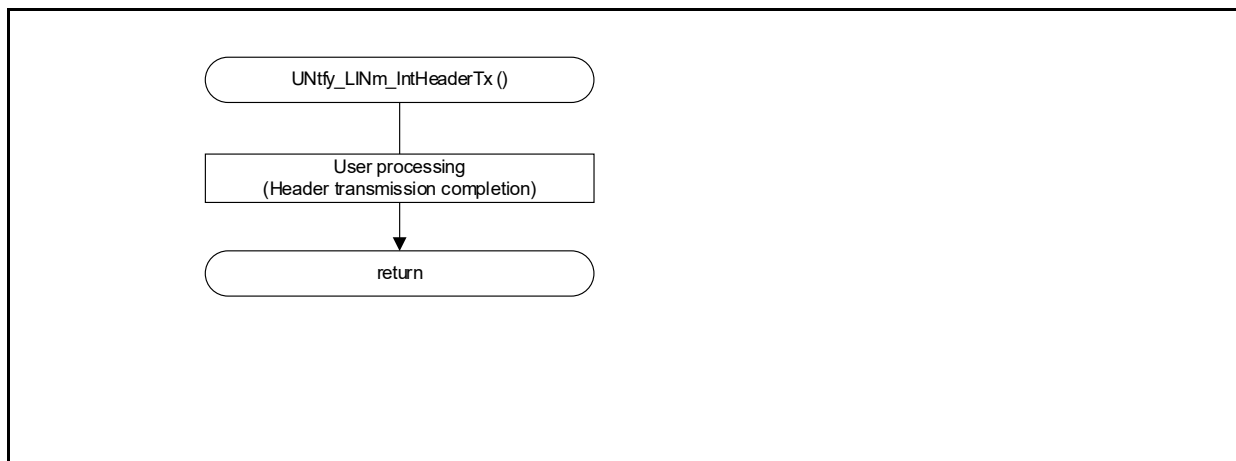 UNtfy_LINm_IntHeaderTx ()
User processing
(Header transmission completion)
return